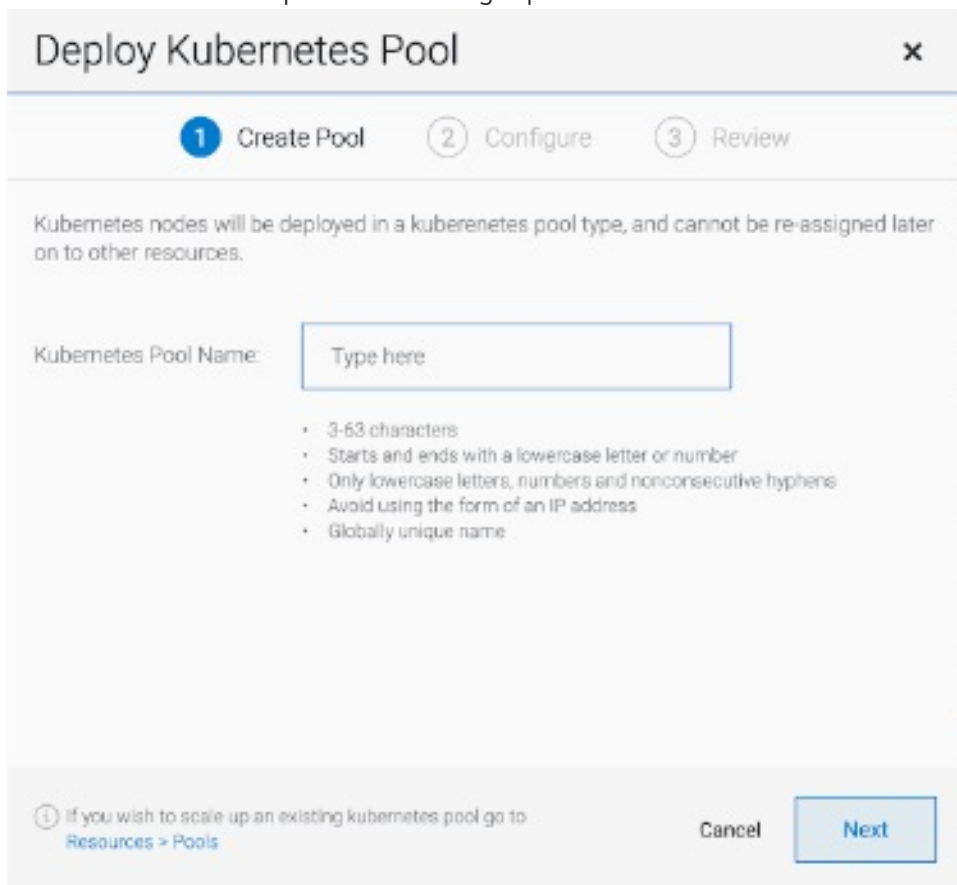 Deploy Kubernetes Pool ×
1 Create Pool 2 Configure 3 Review
Kubernetes nodes will be deployed in a kuberenetes pool type, and cannot be re-assigned later
on to other resources.
Kubernetes Pool Name: Type here
• 3-63 characters
• Starts and ends with a lowercase letter or number
• Only lowercase letters, numbers and nonconsecutive hyphens
• Avoid using the form of an IP address
• Globally unique name
If you wish to scale up an existing kubernetes pool go to
Resources > Pools
Cancel Next